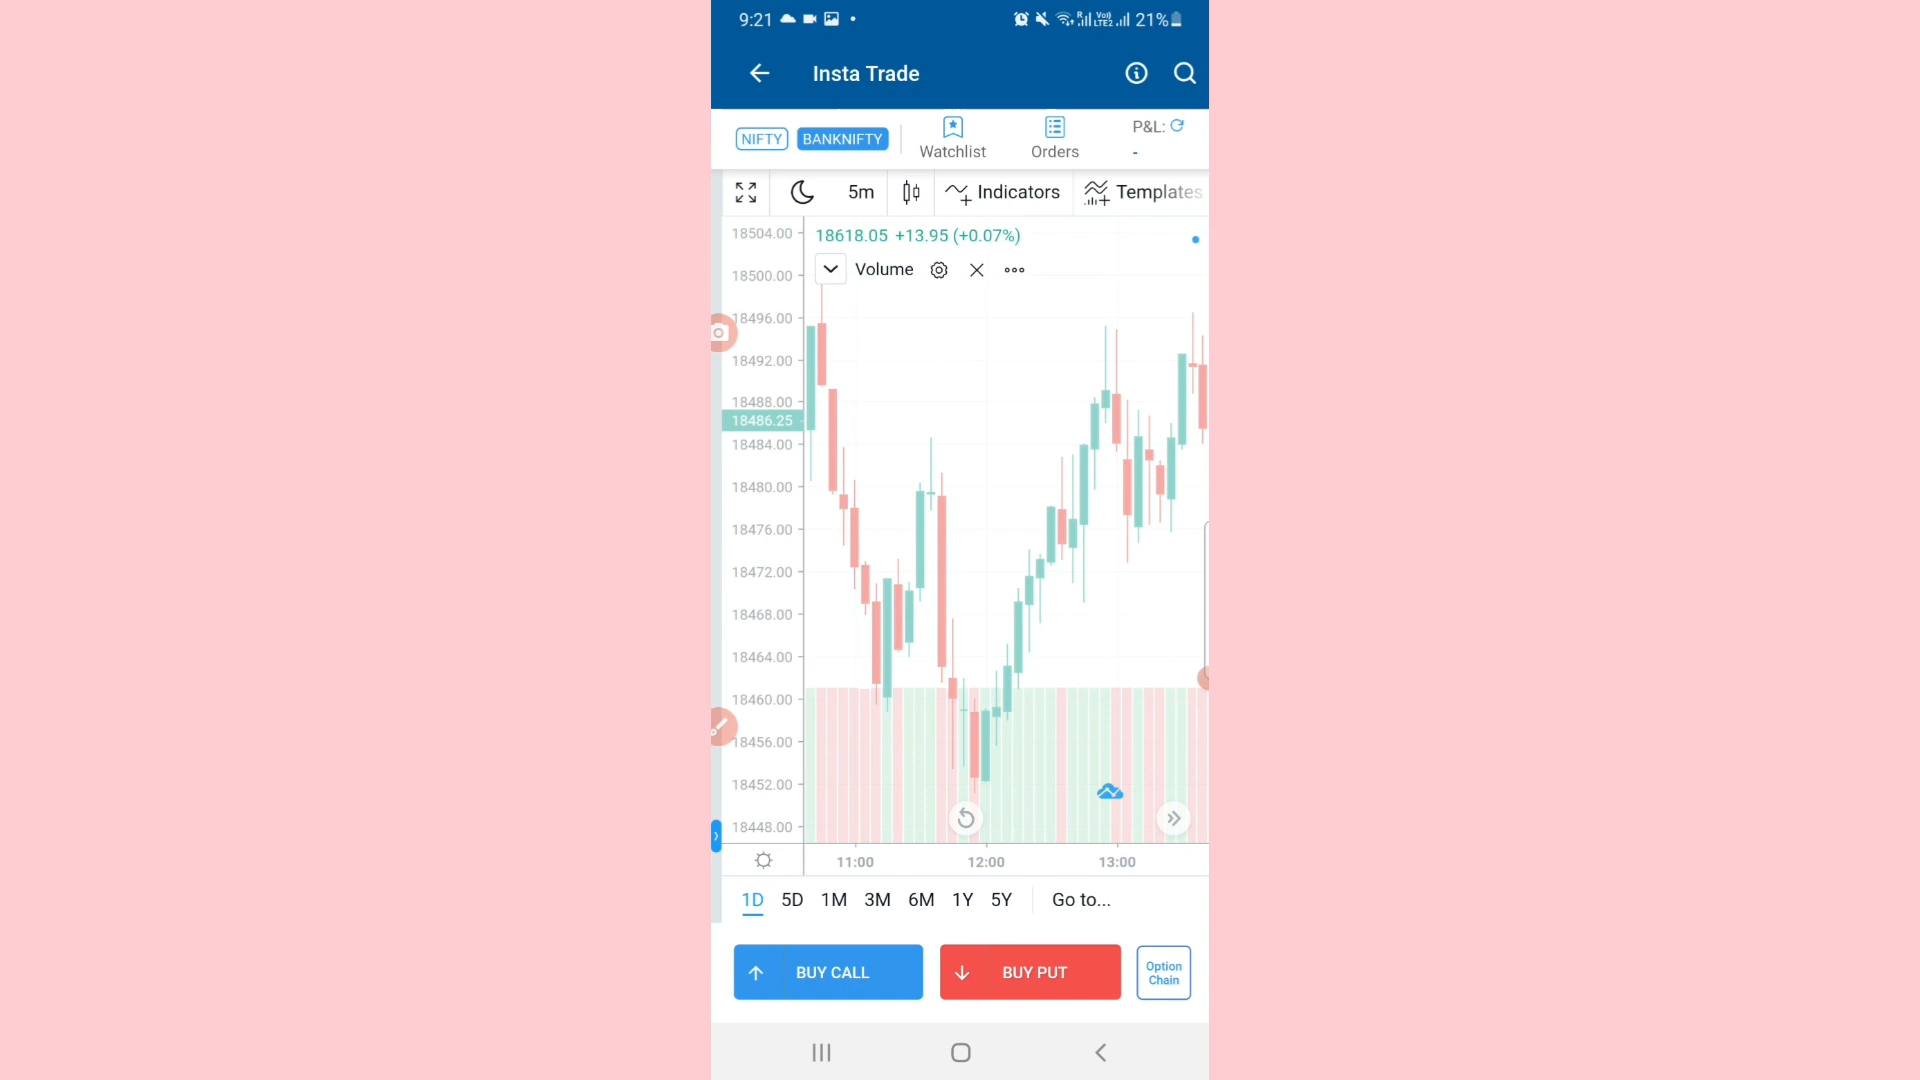 9:21 21%
Insta Trade
NIFTY BANKNIFTY Watchlist Orders P&L: -
5m Indicators Templates
18618.05 +13.95 (+0.07%)
Volume
18504.00
18500.00
18496.00
18492.00
18488.00
18486.25
18484.00
18480.00
18476.00
18472.00
18468.00
18464.00
18460.00
18456.00
18452.00
18448.00
11:00 12:00 13:00
1D 5D 1M 3M 6M 1Y 5Y Go to...
BUY CALL BUY PUT Option
Chain